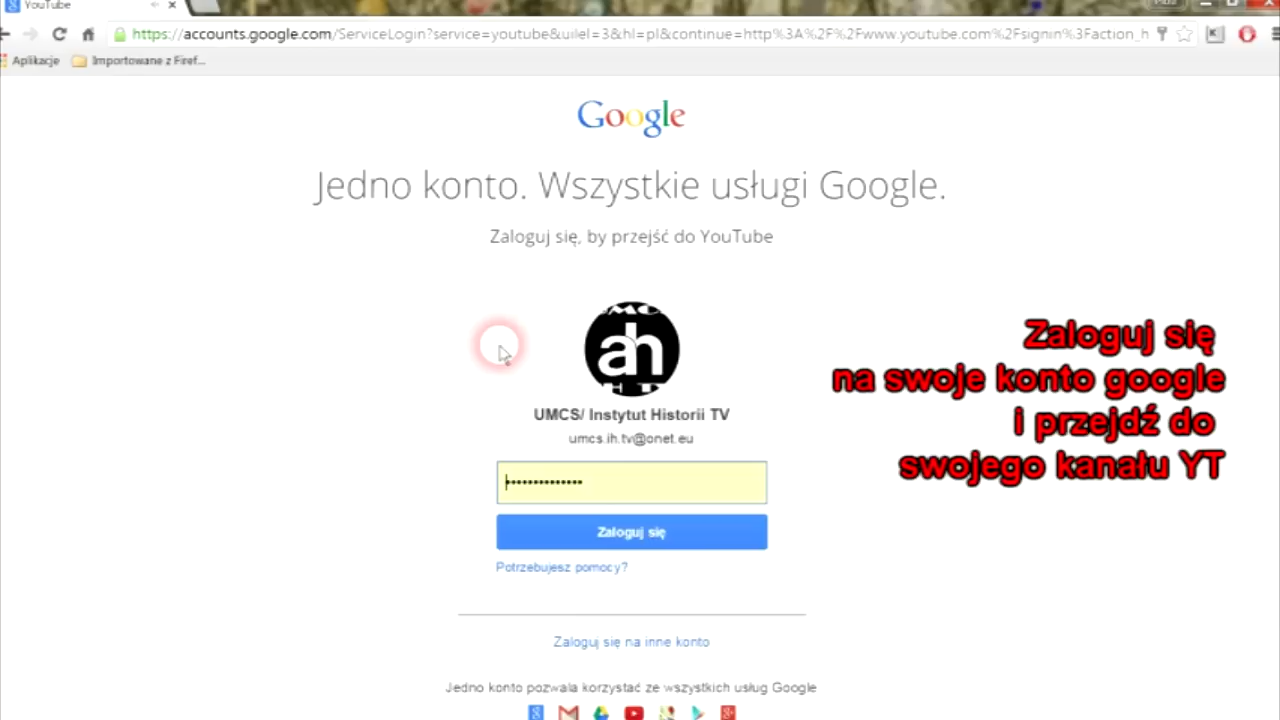 YouTube
https://accounts.google.com/ServiceLogin?service=youtube&uilel=3&hl=pl&continue=http%3A%2F%2Fwww.youtube.com%2Fsignin%3Faction_h
Aplikacje Importowane z Firef...
Google
Jedno konto. Wszystkie usługi Google.
Zaloguj się, by przejść do YouTube
ah
UMCS/ Instytut Historii TV
umcs.ih.tv@onet.eu
Zaloguj się
Potrzebujesz pomocy?
Zaloguj się na inne konto
Jedno konto pozwala korzystać ze wszystkich usług Google
Zaloguj się
na swoje konto google
i przejdź do
swojego kanału YT